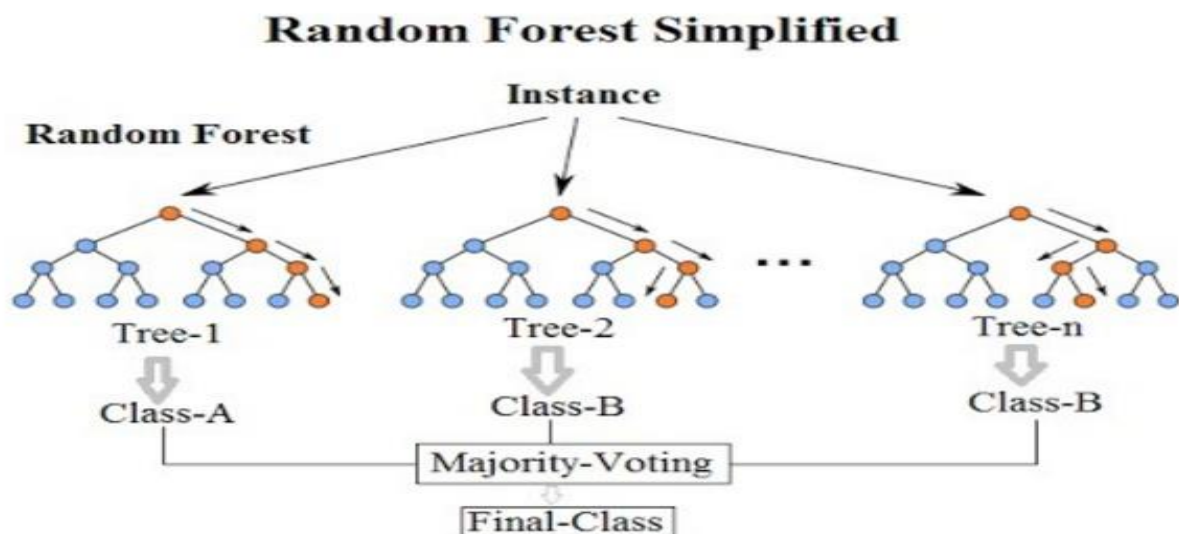 Random Forest Simplified
Instance
Random Forest
...
Tree-1
Tree-2
Tree-n
Class-A
Class-B
Class-B
Majority-Voting
Final-Class